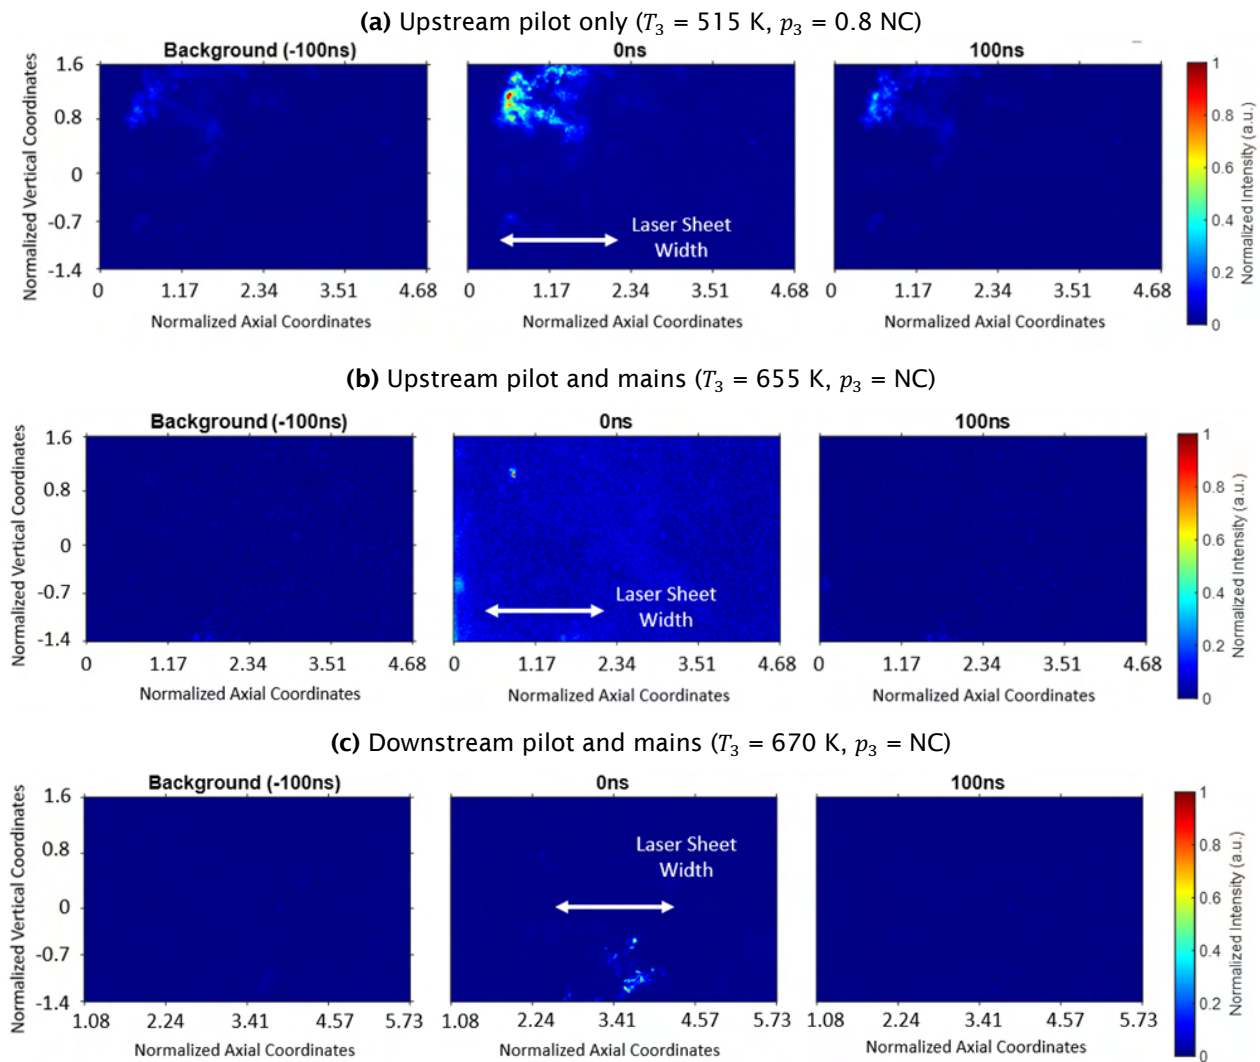 (a) Upstream pilot only (T₃ = 515 K, p₃ = 0.8 NC)
Background (-100ns)
0ns
100ns
Normalized Vertical Coordinates
1.6
0.8
0
-0.7
-1.4
Laser Sheet
Width
0 1.17 2.34 3.51 4.68
0 1.17 2.34 3.51 4.68
0 1.17 2.34 3.51 4.68
Normalized Axial Coordinates
Normalized Axial Coordinates
Normalized Axial Coordinates
1
0.8
0.6
0.4
0.2
0
Normalized Intensity (a.u.)
(b) Upstream pilot and mains (T₃ = 655 K, p₃ = NC)
Background (-100ns)
0ns
100ns
Normalized Vertical Coordinates
1.6
0.8
0
-0.7
-1.4
Laser Sheet
Width
0 1.17 2.34 3.51 4.68
0 1.17 2.34 3.51 4.68
0 1.17 2.34 3.51 4.68
Normalized Axial Coordinates
Normalized Axial Coordinates
Normalized Axial Coordinates
1
0.8
0.6
0.4
0.2
0
Normalized Intensity (a.u.)
(c) Downstream pilot and mains (T₃ = 670 K, p₃ = NC)
Background (-100ns)
0ns
100ns
Normalized Vertical Coordinates
1.6
0.8
0
-0.7
-1.4
Laser Sheet
Width
1.08 2.24 3.41 4.57 5.73
1.08 2.24 3.41 4.57 5.73
1.08 2.24 3.41 4.57 5.73
Normalized Axial Coordinates
Normalized Axial Coordinates
Normalized Axial Coordinates
1
0.8
0.6
0.4
0.2
0
Normalized Intensity (a.u.)